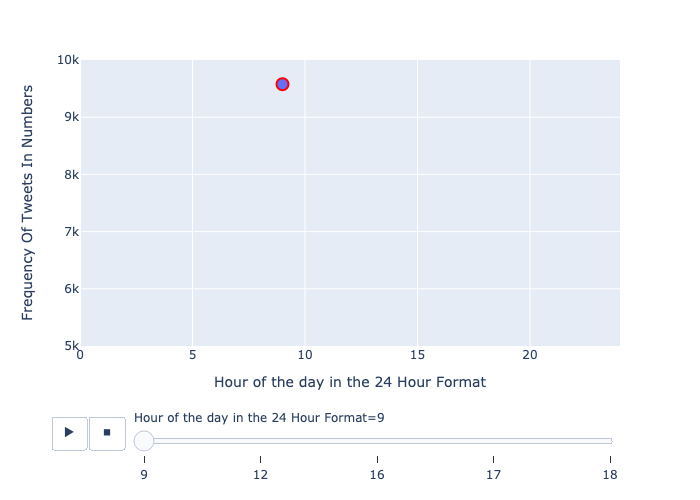 10k
9k
8k
7k
6k
5k
Frequency Of Tweets In Numbers
0 5 10 15 20
Hour of the day in the 24 Hour Format
Hour of the day in the 24 Hour Format=9
9 12 16 17 18